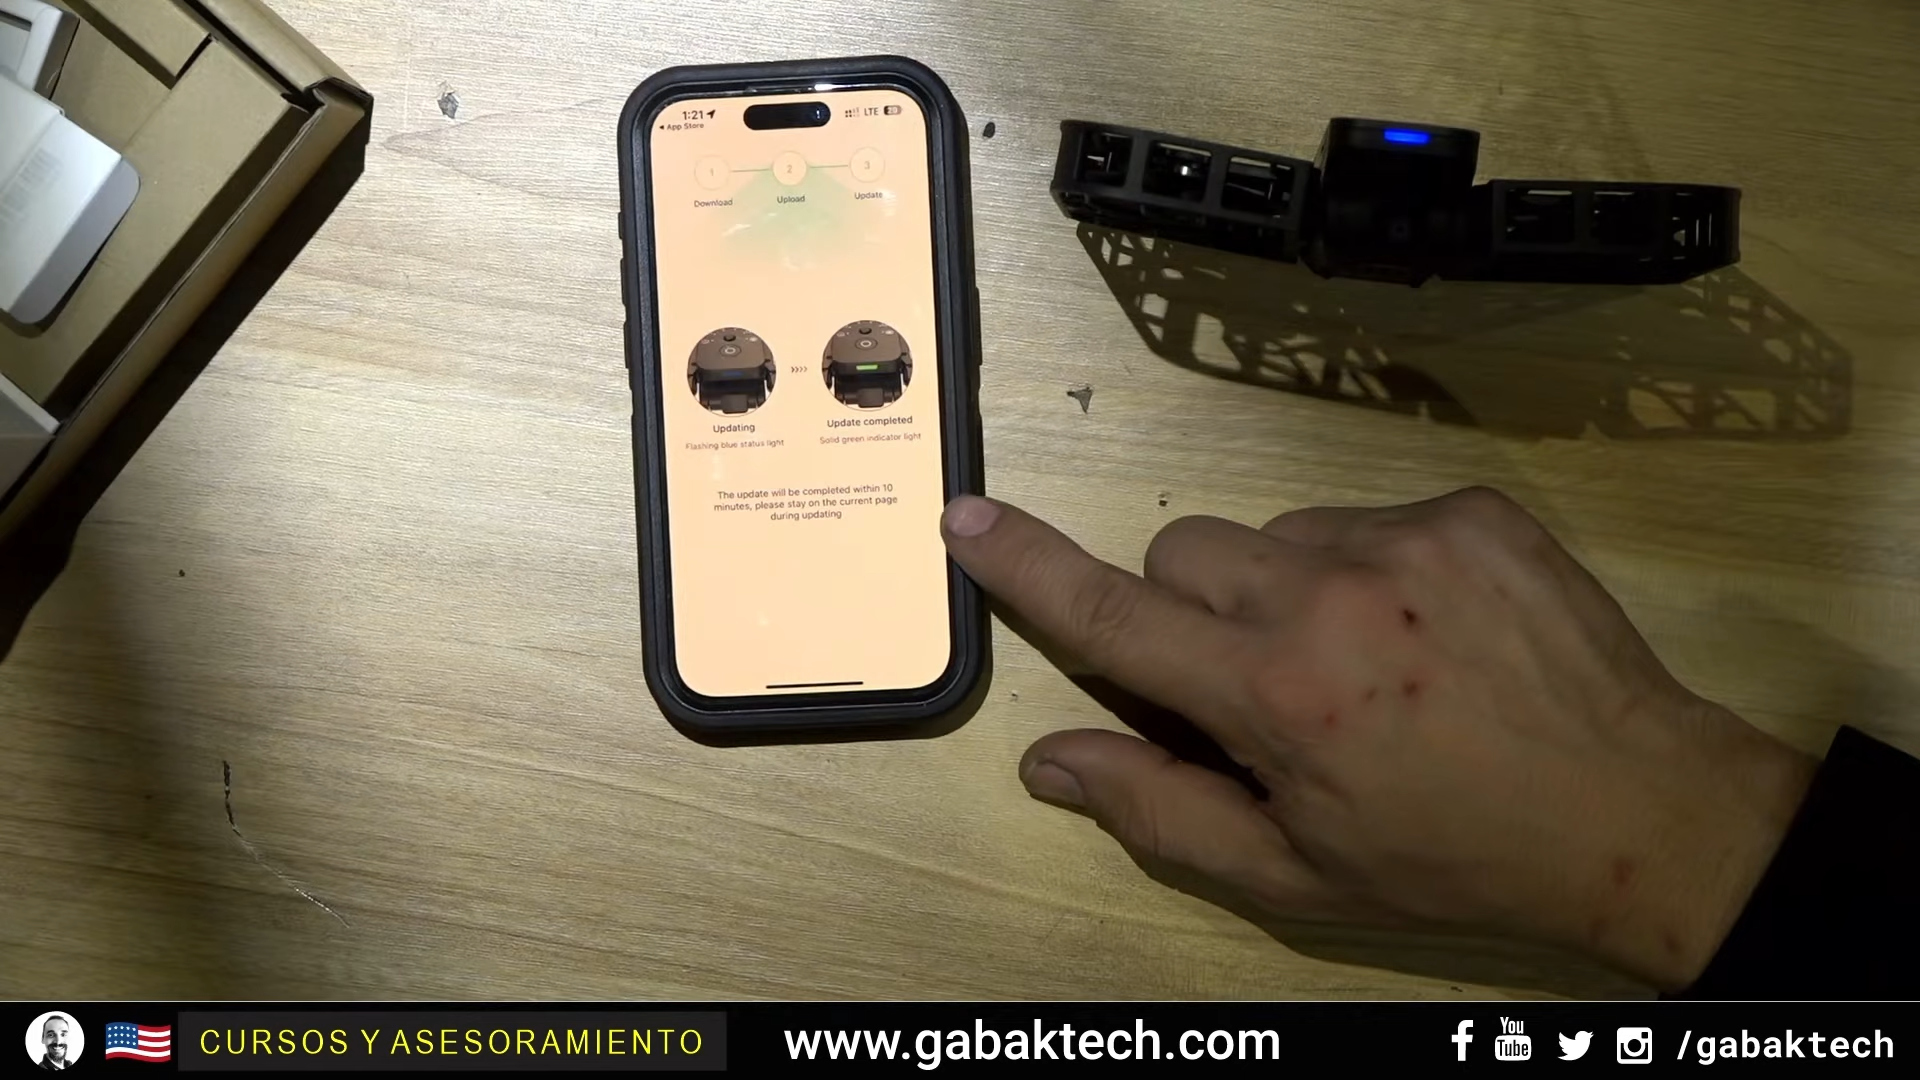 1:21
LTE
App Store
1
2
3
Download
Upload
Update
Updating
Flashing blue status light
Update completed
Solid green indicator light
The update will be completed within 10
minutes, please stay on the current page
during updating
CURSOS Y ASESORAMIENTO
www.gabaktech.com
You
Tube
/gabaktech